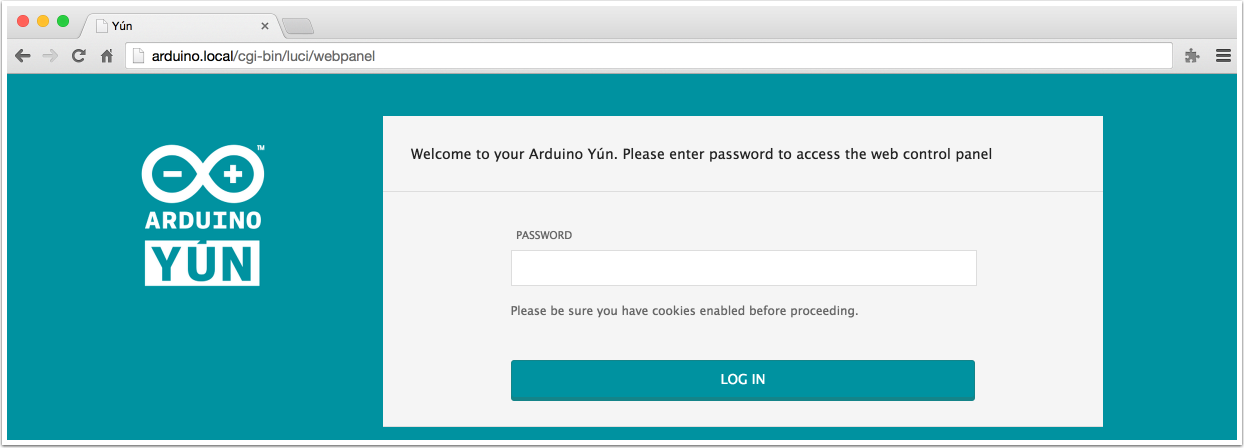 Yún
arduino.local/cgi-bin/luci/webpanel
TM
ARDUINO
YÚN
Welcome to your Arduino Yún. Please enter password to access the web control panel
PASSWORD
Please be sure you have cookies enabled before proceeding.
LOG IN